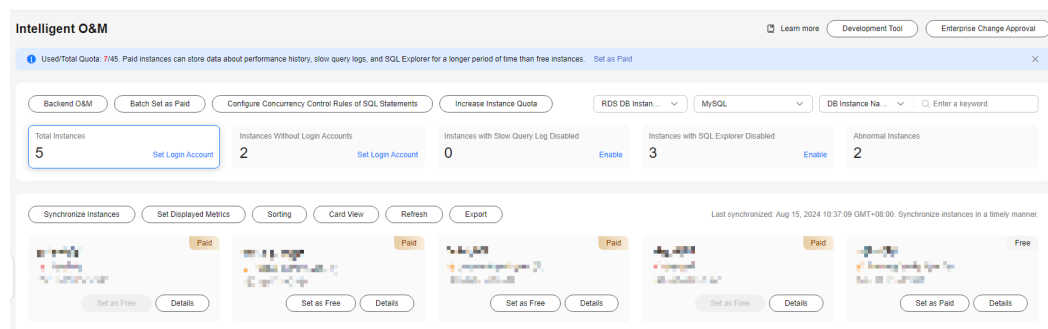 Intelligent O&M
Learn more
Development Tool
Enterprise Change Approval
Used/Total Quota: 7/45. Paid instances can store data about performance history, slow query logs, and SQL Explorer for a longer period of time than free instances. Set as Paid
Backend O&M
Batch Set as Paid
Configure Concurrency Control Rules of SQL Statements
Increase Instance Quota
RDS DB Instan...
MySQL
DB Instance Na...
Enter a keyword.
Total Instances
5
Set Login Account
Instances Without Login Accounts
2
Set Login Account
Instances with Slow Query Log Disabled
0
Enable
Instances with SQL Explorer Disabled
3
Enable
Abnormal Instances
2
Synchronize Instances
Set Displayed Metrics
Sorting
Card View
Refresh
Export
Last synchronized: Aug 15, 2024 10:37:09 GMT+08:00. Synchronize instances in a timely manner.
Paid
Set as Free
Details
Paid
Set as Free
Details
Paid
Set as Free
Details
Paid
Set as Free
Details
Free
Set as Paid
Details